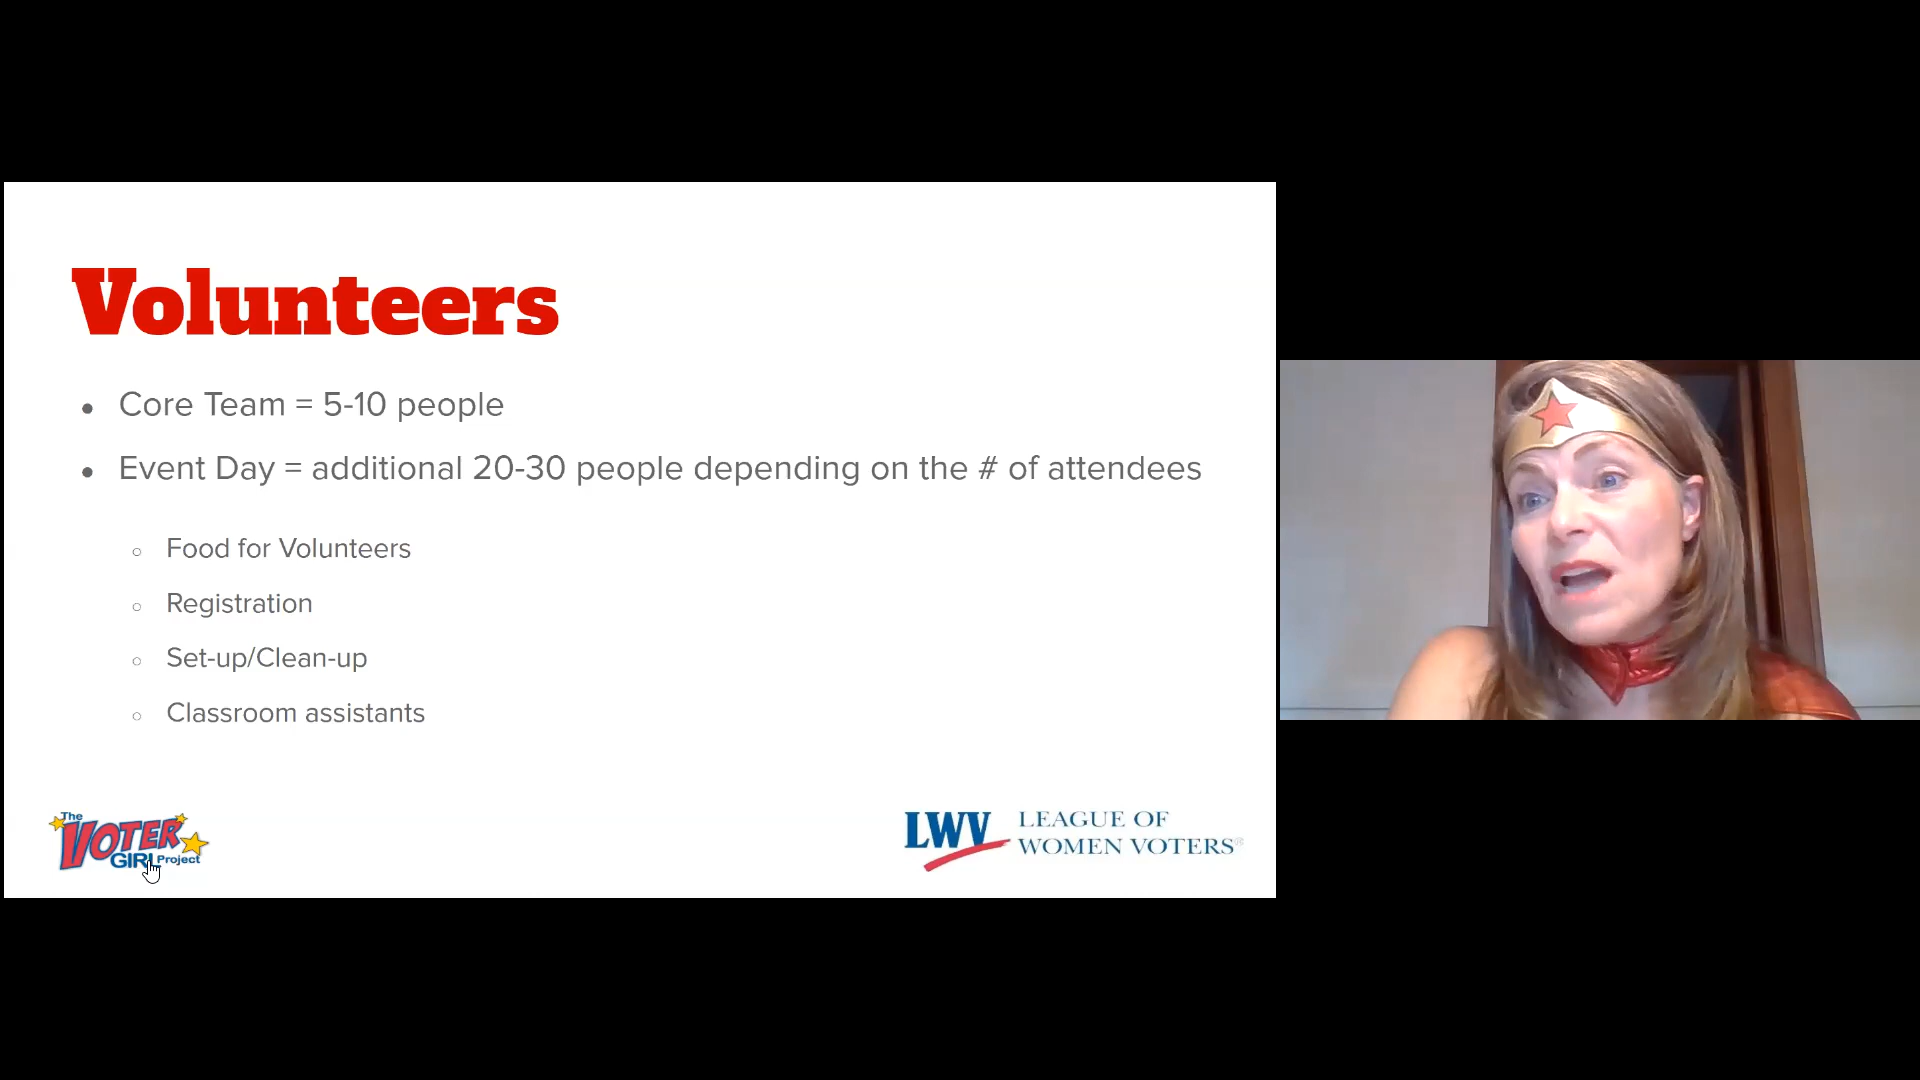 Volunteers
● Core Team = 5-10 people
● Event Day = additional 20-30 people depending on the # of attendees
○ Food for Volunteers
○ Registration
○ Set-up/Clean-up
○ Classroom assistants
The
VOTER
GIRL Project
LWV LEAGUE OF
WOMEN VOTERS®